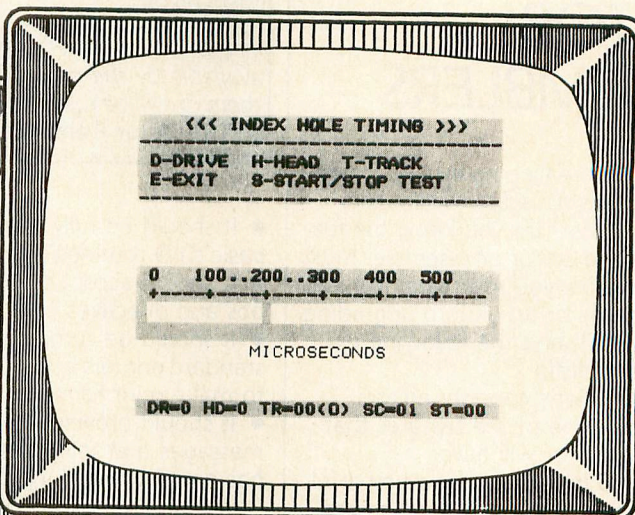 <<< INDEX HOLE TIMING >>>
D-DRIVE H-HEAD T-TRACK
E-EXIT S-START/STOP TEST
0 100..200..300 400 500
MICROSECONDS
DR=0 HD=0 TR=00(0) SC=01 ST=00